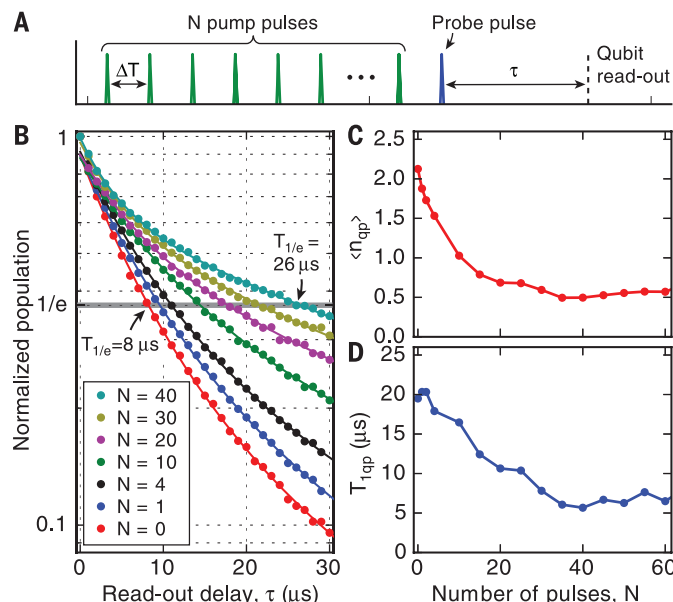 A
N pump pulses
Probe pulse
ΔT
τ
Qubit
read-out
B
1
1/e
0.1
Normalized population
T1/e =
26 μs
T1/e=8 μs
N = 40
N = 30
N = 20
N = 10
N = 4
N = 1
N = 0
0
10
20
30
Read-out delay, τ (μs)
C
2.5
2.0
1.5
1.0
0.5
0.0
<nqp>
D
25
20
15
10
5
0
T1qp (μs)
0
20
40
60
Number of pulses, N